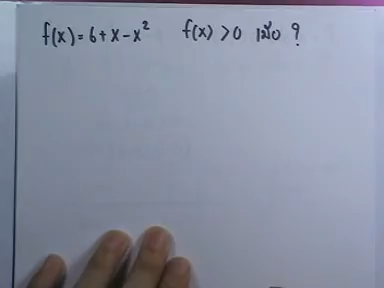 f(x) = 6 + x - x² f(x) > 0 เมื่อ ?